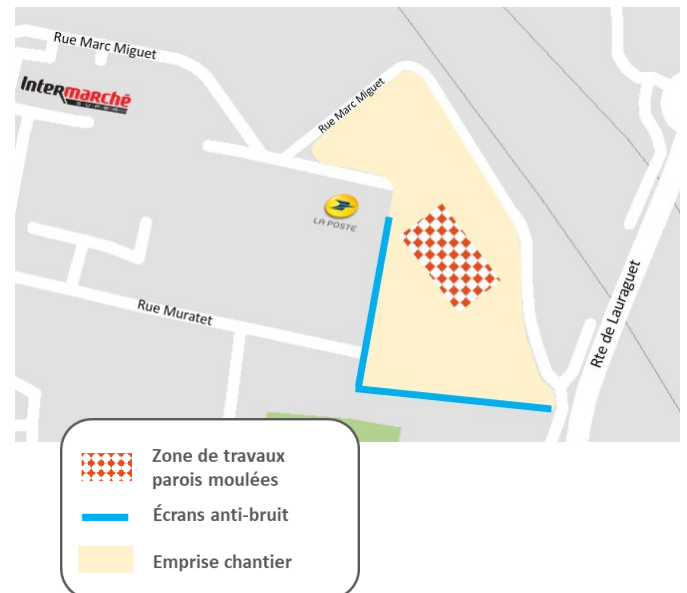 Rue Marc Miguet
InterMarché
SUPER
Rue Marc Miguet
LA POSTE
Rue Muratet
Rte de Lauraguet
Zone de travaux
parois moulées
Écrans anti-bruit
Emprise chantier